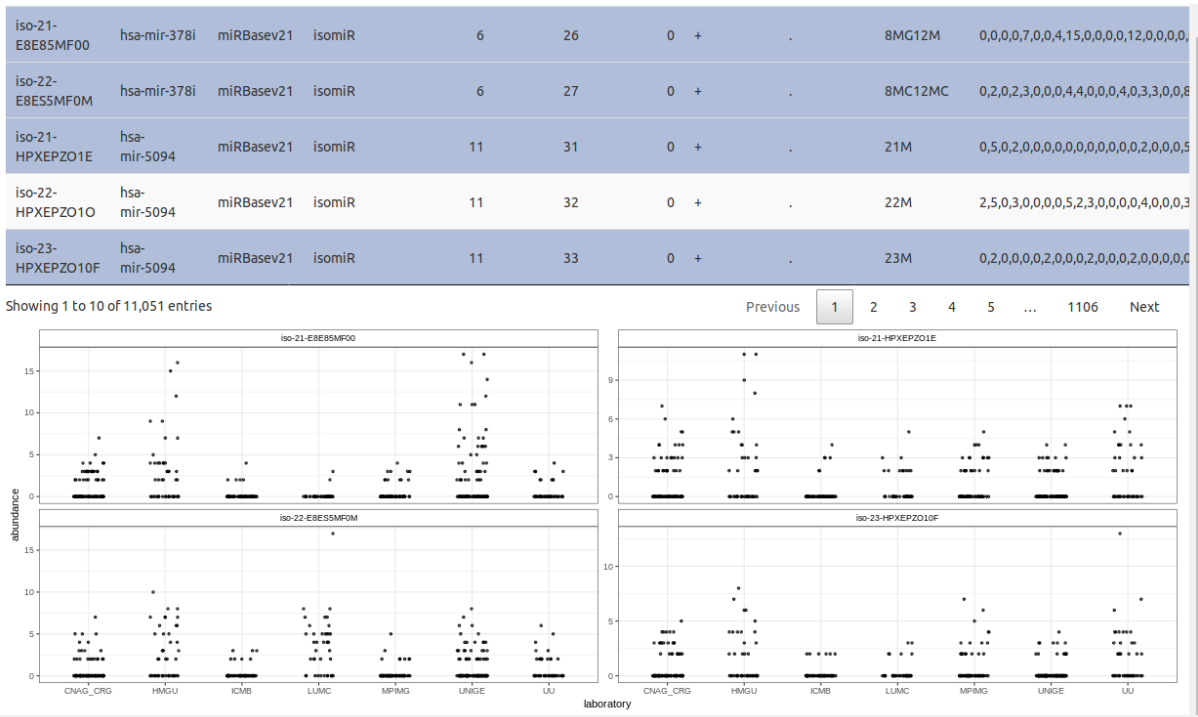 iso-21-
E8E85MF00 hsa-mir-378i miRBasev21 isomiR 6 26 0 + . 8MG12M 0,0,0,0,7,0,0,4,15,0,0,0,0,12,0,0,0,0,
iso-22-
E8ES5MF0M hsa-mir-378i miRBasev21 isomiR 6 27 0 + . 8MC12MC 0,2,0,2,3,0,0,0,4,4,0,0,0,4,0,3,3,0,0,8
iso-21-
HPXEPZO1E hsa-
mir-5094 miRBasev21 isomiR 11 31 0 + . 21M 0,5,0,2,0,0,0,0,0,0,0,0,0,0,2,0,0,0,5
iso-22-
HPXEPZO1O hsa-
mir-5094 miRBasev21 isomiR 11 32 0 + . 22M 2,5,0,3,0,0,0,0,5,2,3,0,0,0,0,4,0,0,0,3
iso-23-
HPXEPZO10F hsa-
mir-5094 miRBasev21 isomiR 11 33 0 + . 23M 0,2,0,0,0,0,2,0,0,0,2,0,0,0,2,0,0,0,0,0
Showing 1 to 10 of 11,051 entries Previous 1 2 3 4 5 ... 1106 Next
iso-21-E8E85MF00 iso-21-HPXEPZO1E
15
10
5
0
9
6
3
0
iso-22-E8ES5MF0M iso-23-HPXEPZO10F
15
10
5
0
10
5
0
abundance
CNAG_CRG HMGU ICMB LUMC MPIMG UNIGE UU CNAG_CRG HMGU ICMB LUMC MPIMG UNIGE UU
laboratory